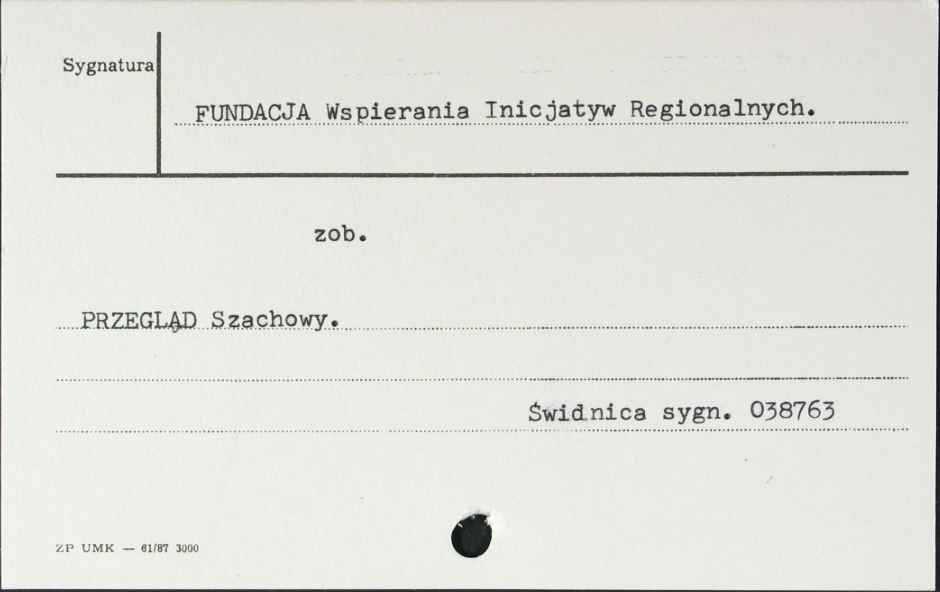 Sygnatura
FUNDACJA Wspierania Inicjatyw Regionalnych.
zob.
PRZEGLĄD Szachowy.
Świdnica sygn. 038763
ZP UMK — 61/87 3000